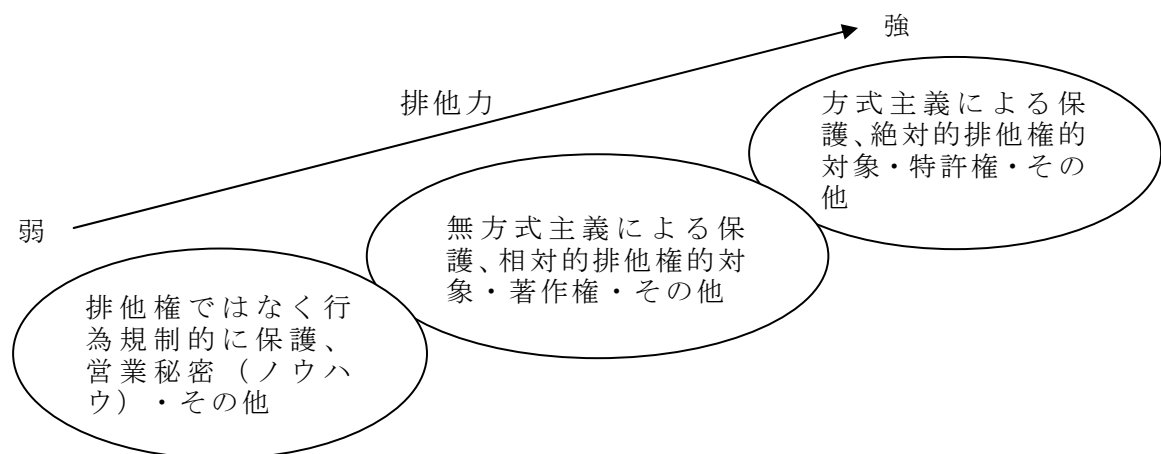 強
排他力
方式主義による保
護、絶対的排他権的
対象・特許権・その
他
弱
無方式主義による保
護、相対的排他権的対
象・著作権・その他
排他権ではなく行
為規制的に保護、
営業秘密（ノウハ
ウ）・その他